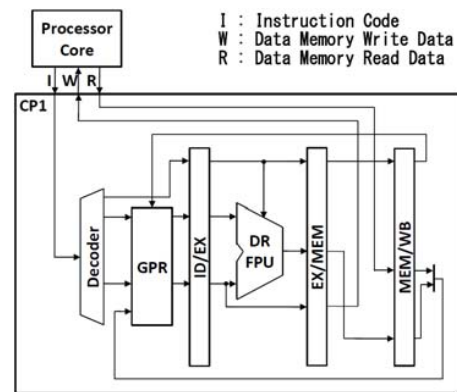 Processor
Core
I : Instruction Code
W : Data Memory Write Data
R : Data Memory Read Data
I W R
CP1
Decoder
GPR
ID/EX
DR
FPU
EX/MEM
MEM/WB